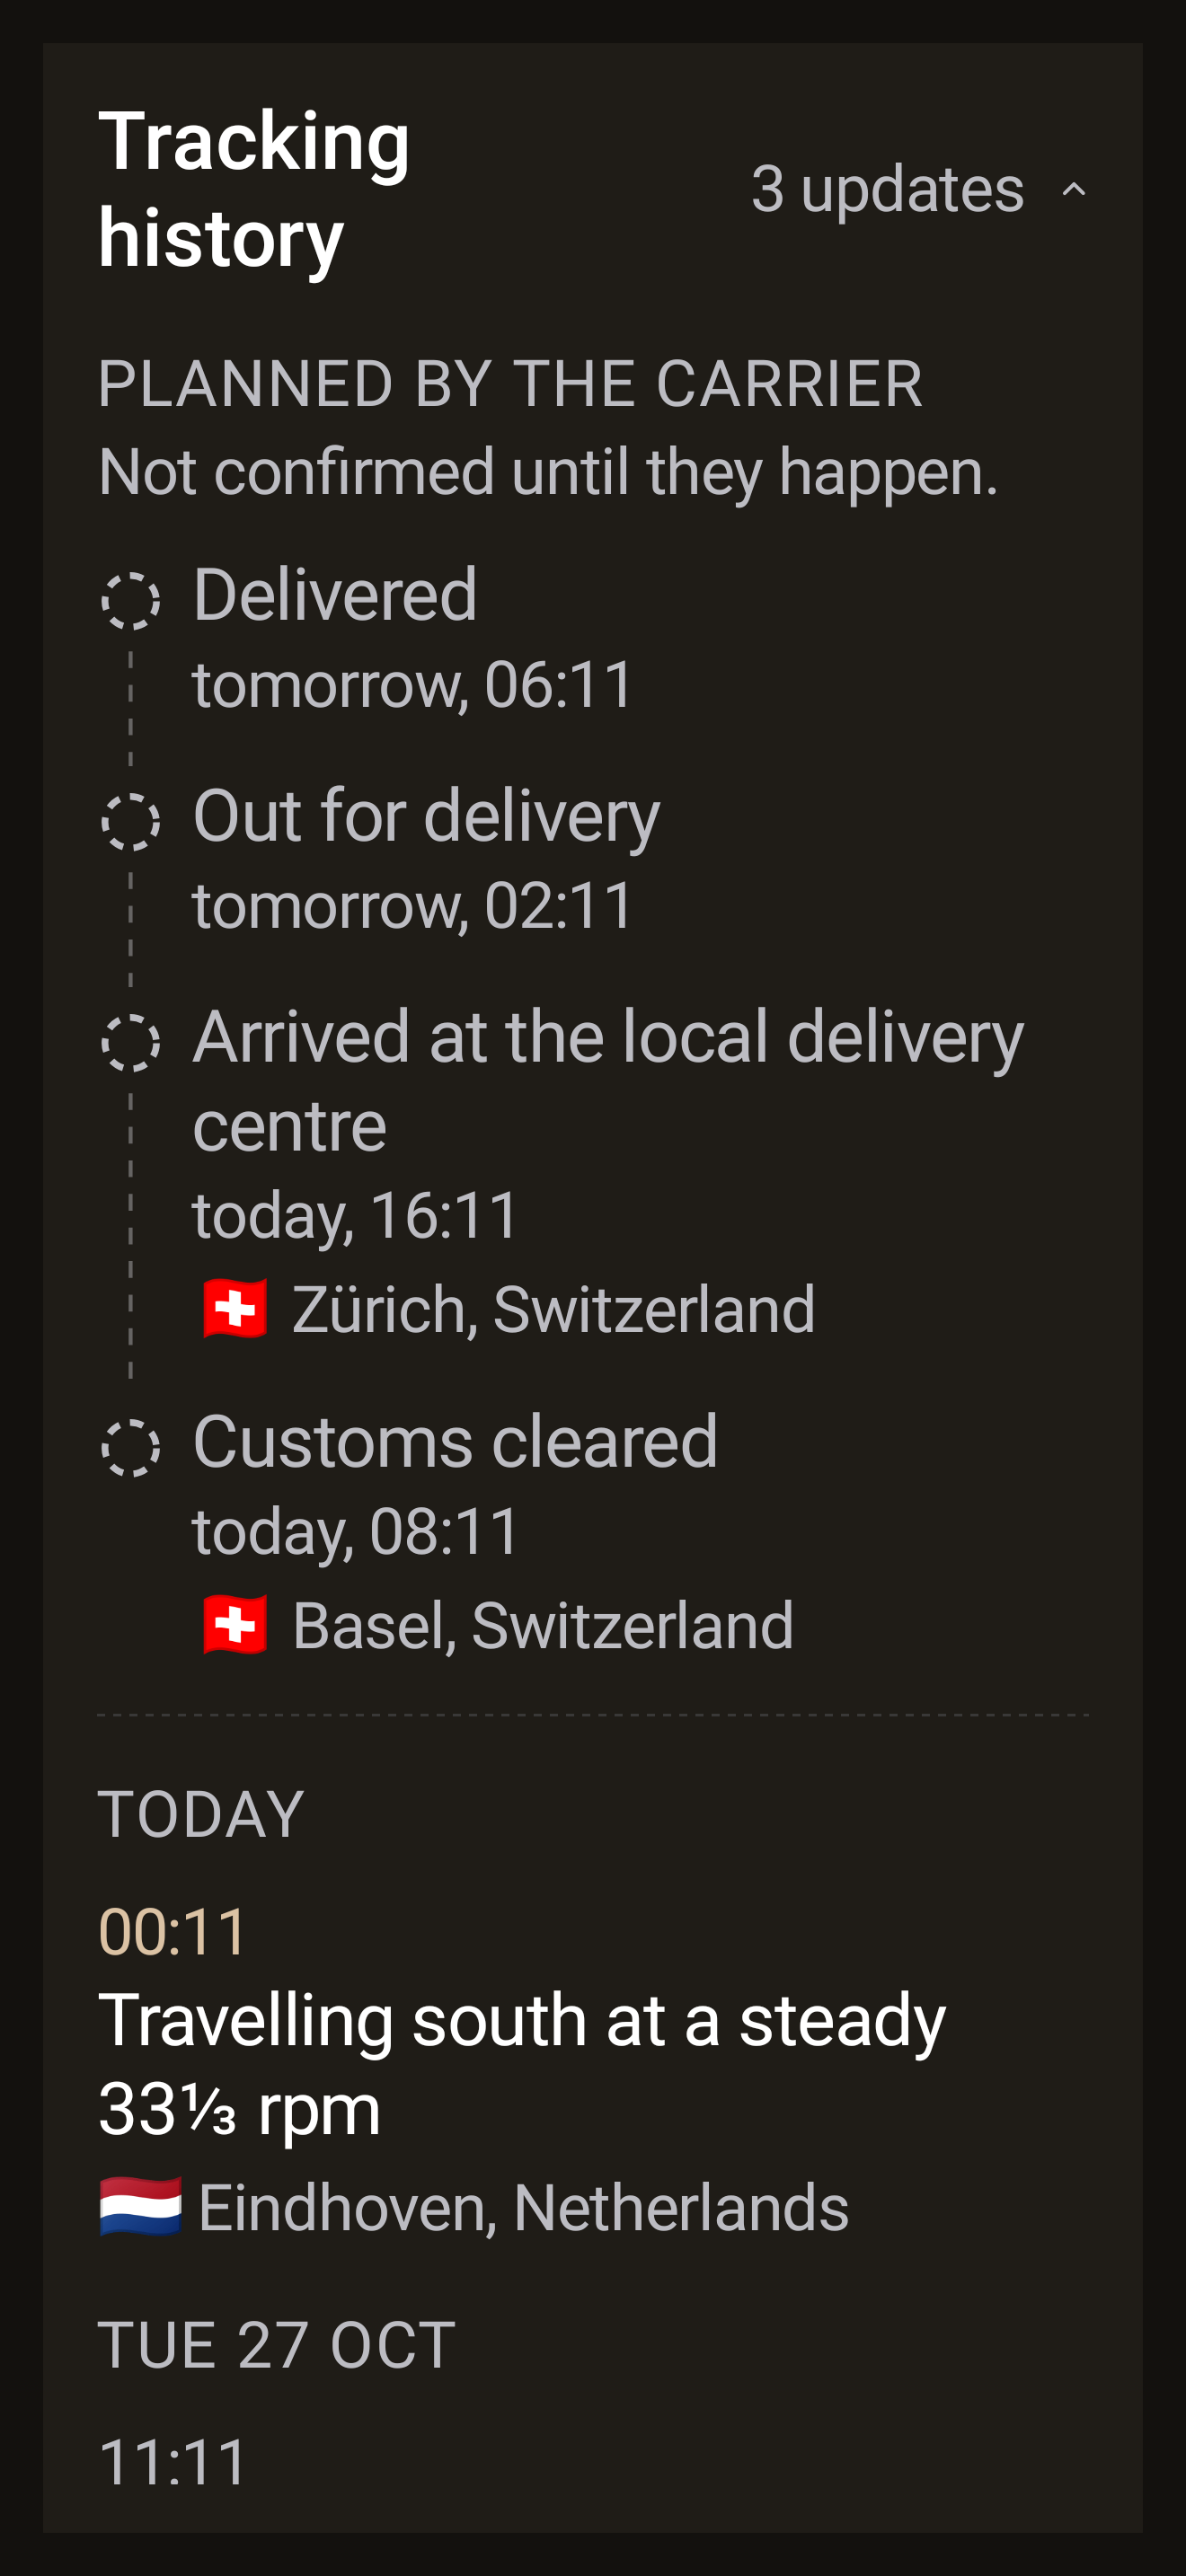 Tracking
history
3 updates
PLANNED BY THE CARRIER
Not confirmed until they happen.
Delivered
tomorrow, 06:11
Out for delivery
tomorrow, 02:11
Arrived at the local delivery
centre
today, 16:11
Zürich, Switzerland
Customs cleared
today, 08:11
Basel, Switzerland
TODAY
00:11
Travelling south at a steady
33⅓ rpm
Eindhoven, Netherlands
TUE 27 OCT
11:11